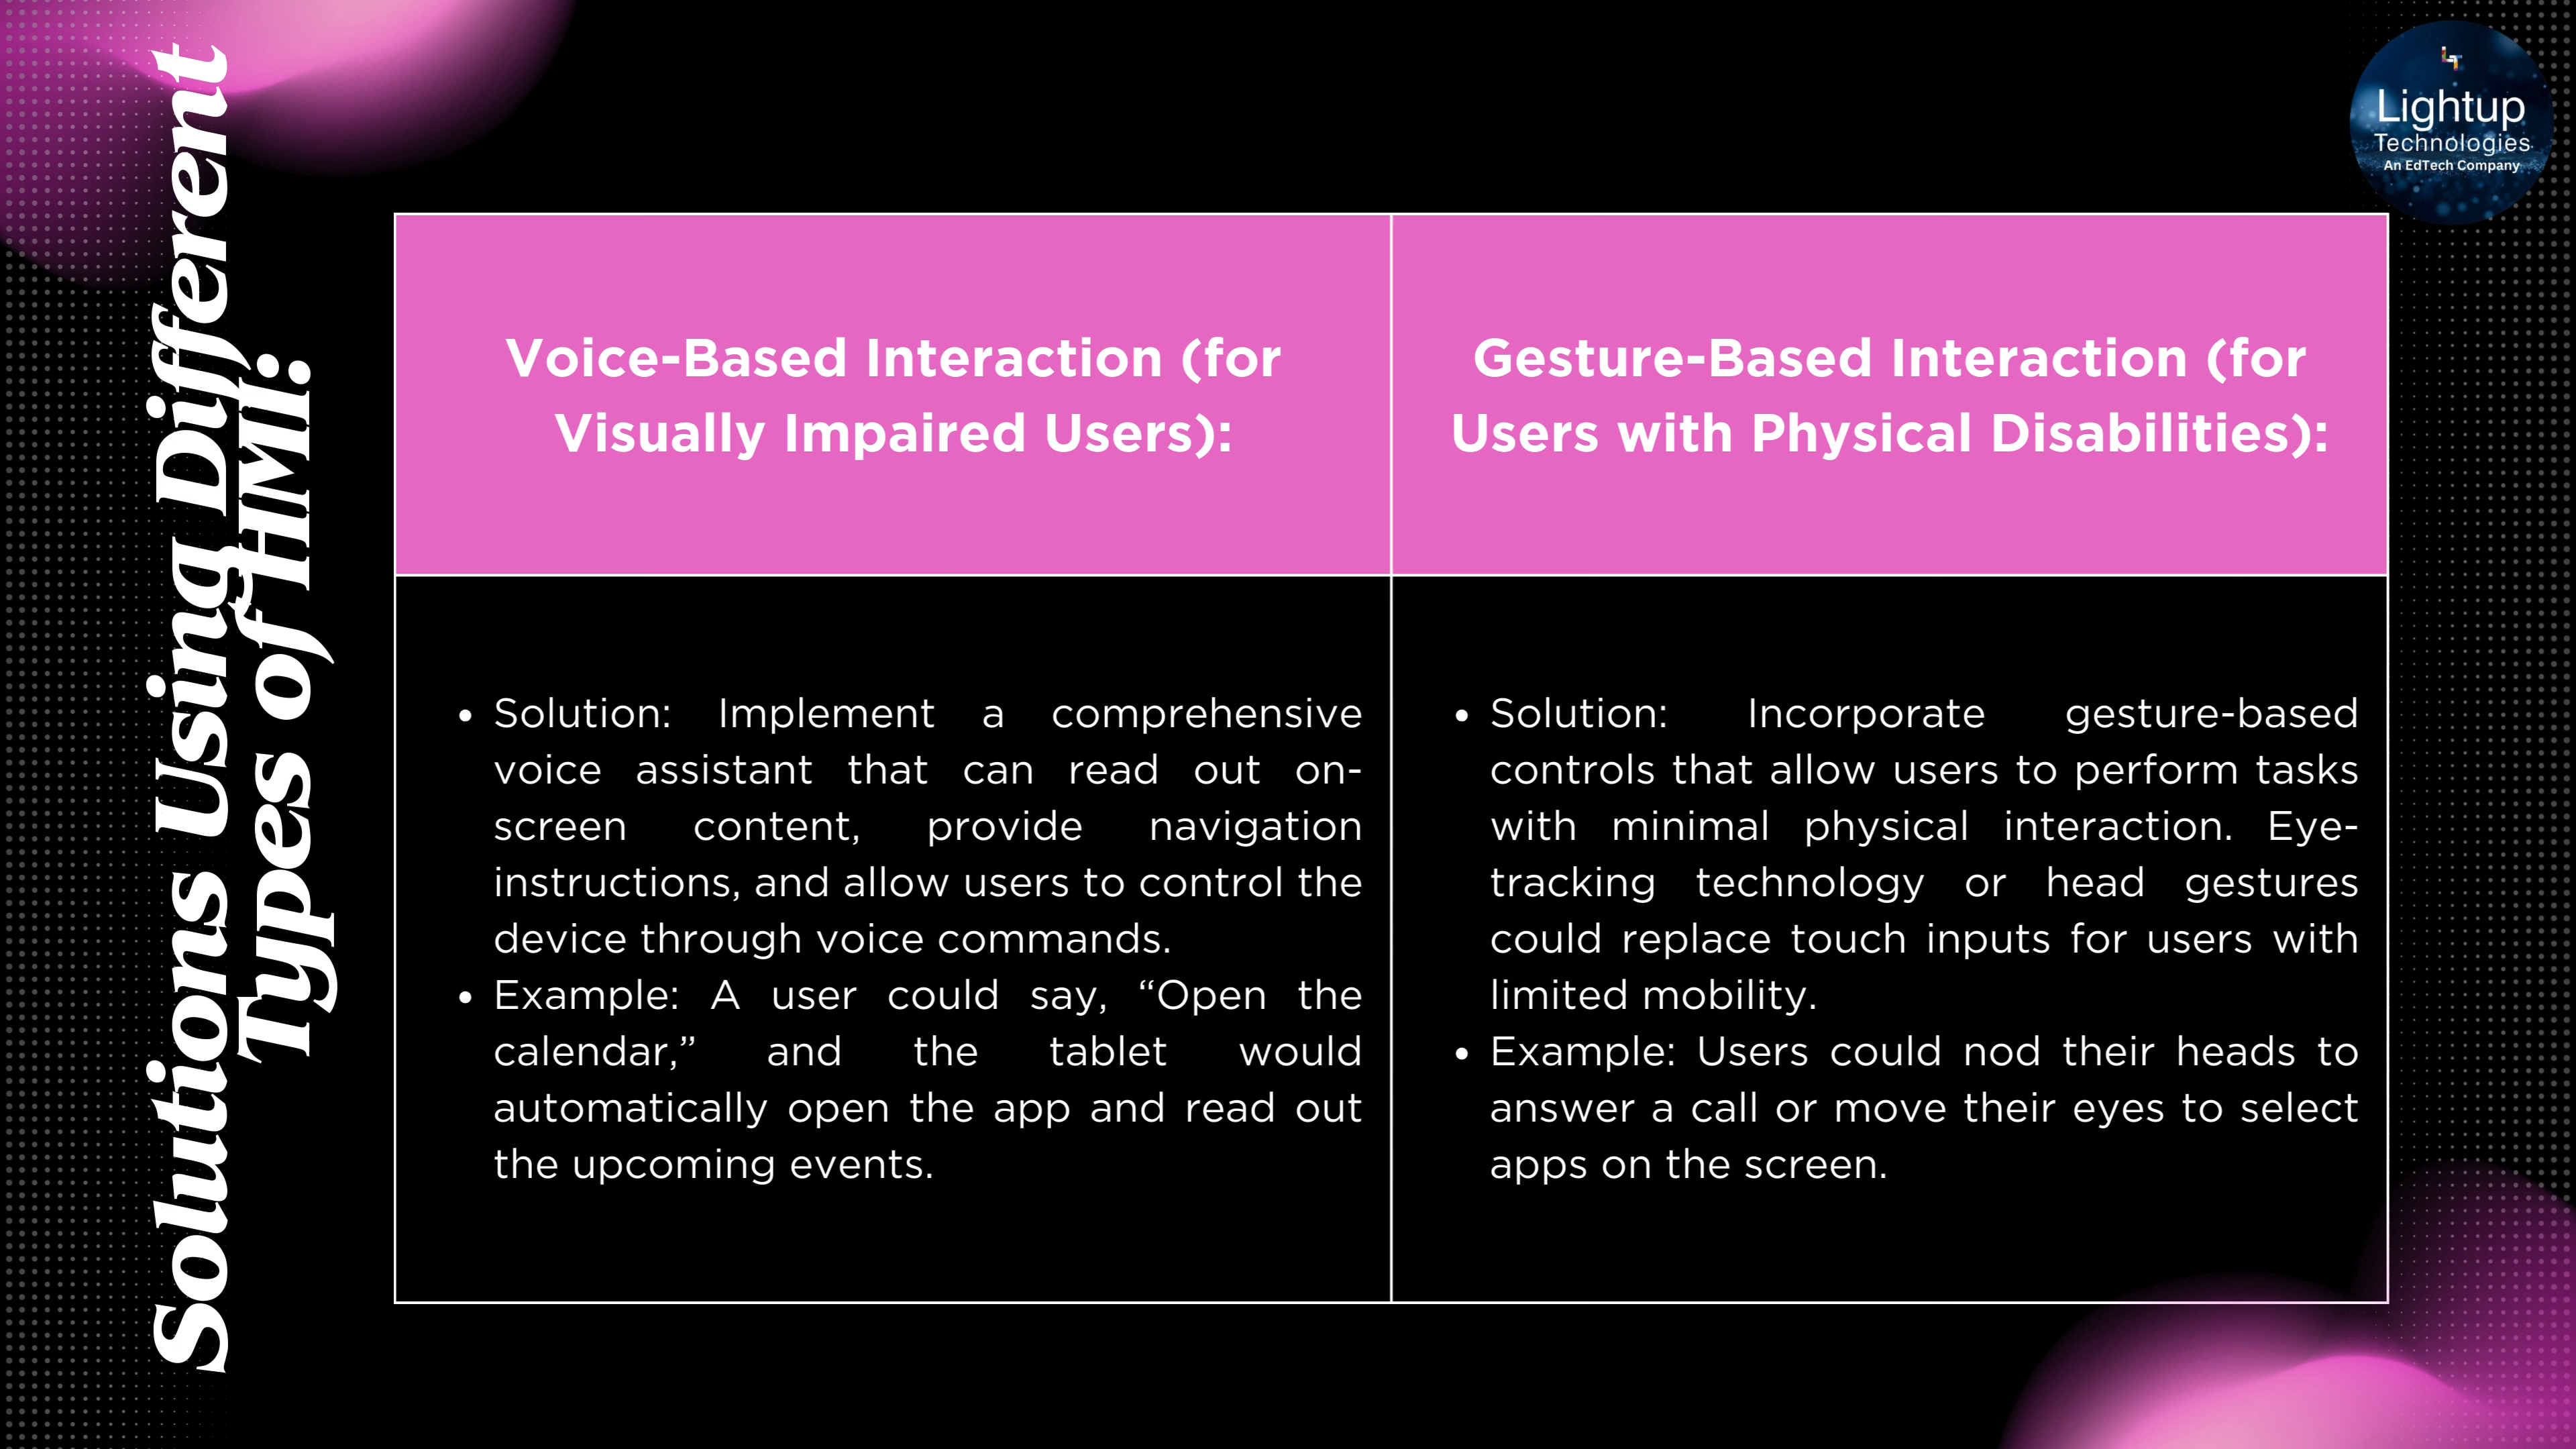 Solutions Using Different
Types of HMI:
Lightup
Technologies
An EdTech Company
Voice-Based Interaction (for
Visually Impaired Users):
Gesture-Based Interaction (for
Users with Physical Disabilities):
• Solution: Implement a comprehensive
voice assistant that can read out on-
screen content, provide navigation
instructions, and allow users to control the
device through voice commands.
• Example: A user could say, “Open the
calendar,” and the tablet would
automatically open the app and read out
the upcoming events.
• Solution: Incorporate gesture-based
controls that allow users to perform tasks
with minimal physical interaction. Eye-
tracking technology or head gestures
could replace touch inputs for users with
limited mobility.
• Example: Users could nod their heads to
answer a call or move their eyes to select
apps on the screen.